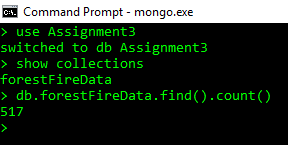 Command Prompt - mongo.exe
> use Assignment3
switched to db Assignment3
> show collections
forestFireData
> db.forestFireData.find().count()
517
>